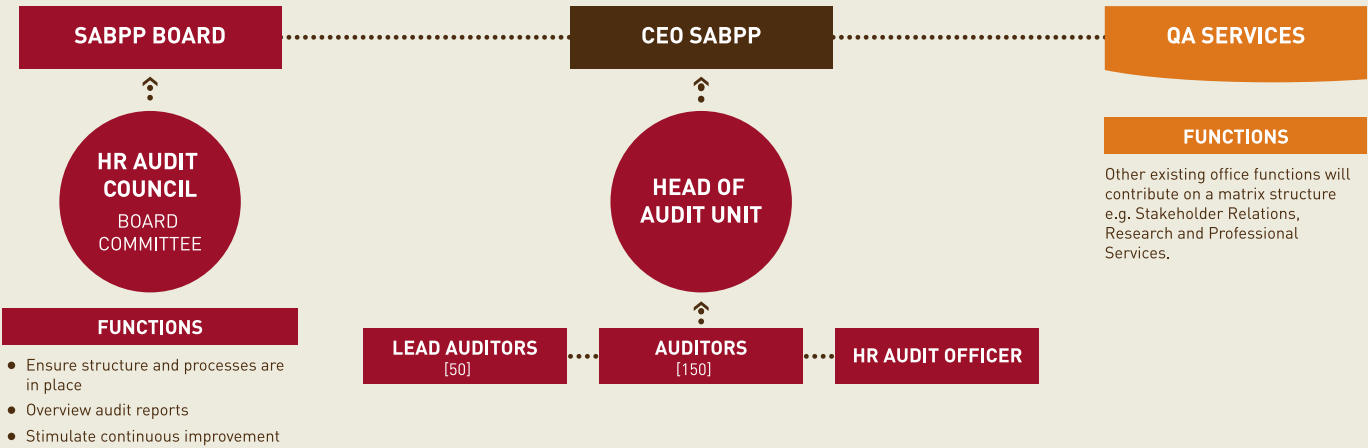 SABPP BOARD
CEO SABPP
QA SERVICES
HR AUDIT
COUNCIL
BOARD
COMMITTEE
HEAD OF
AUDIT UNIT
FUNCTIONS
Other existing office functions will
contribute on a matrix structure
e.g. Stakeholder Relations,
Research and Professional
Services.
FUNCTIONS
● Ensure structure and processes are
in place
● Overview audit reports
● Stimulate continuous improvement
LEAD AUDITORS
[50]
AUDITORS
[150]
HR AUDIT OFFICER